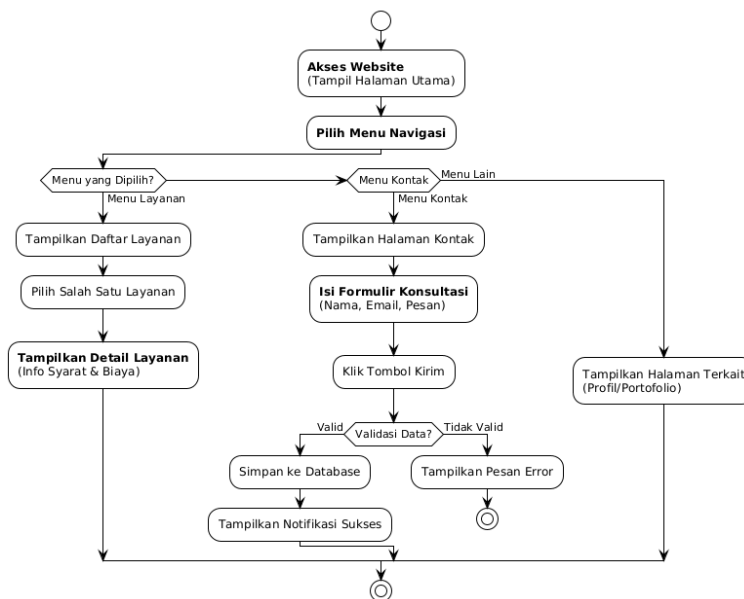 Akses Website
(Tampil Halaman Utama)
Pilih Menu Navigasi
Menu yang Dipilih?
Menu Layanan
Menu Kontak
Menu Lain
Menu Kontak
Tampilkan Daftar Layanan
Tampilkan Halaman Kontak
Pilih Salah Satu Layanan
Isi Formulir Konsultasi
(Nama, Email, Pesan)
Tampilkan Detail Layanan
(Info Syarat & Biaya)
Klik Tombol Kirim
Tampilkan Halaman Terkait
(Profil/Portofolio)
Valid
Validasi Data?
Tidak Valid
Simpan ke Database
Tampilkan Pesan Error
Tampilkan Notifikasi Sukses